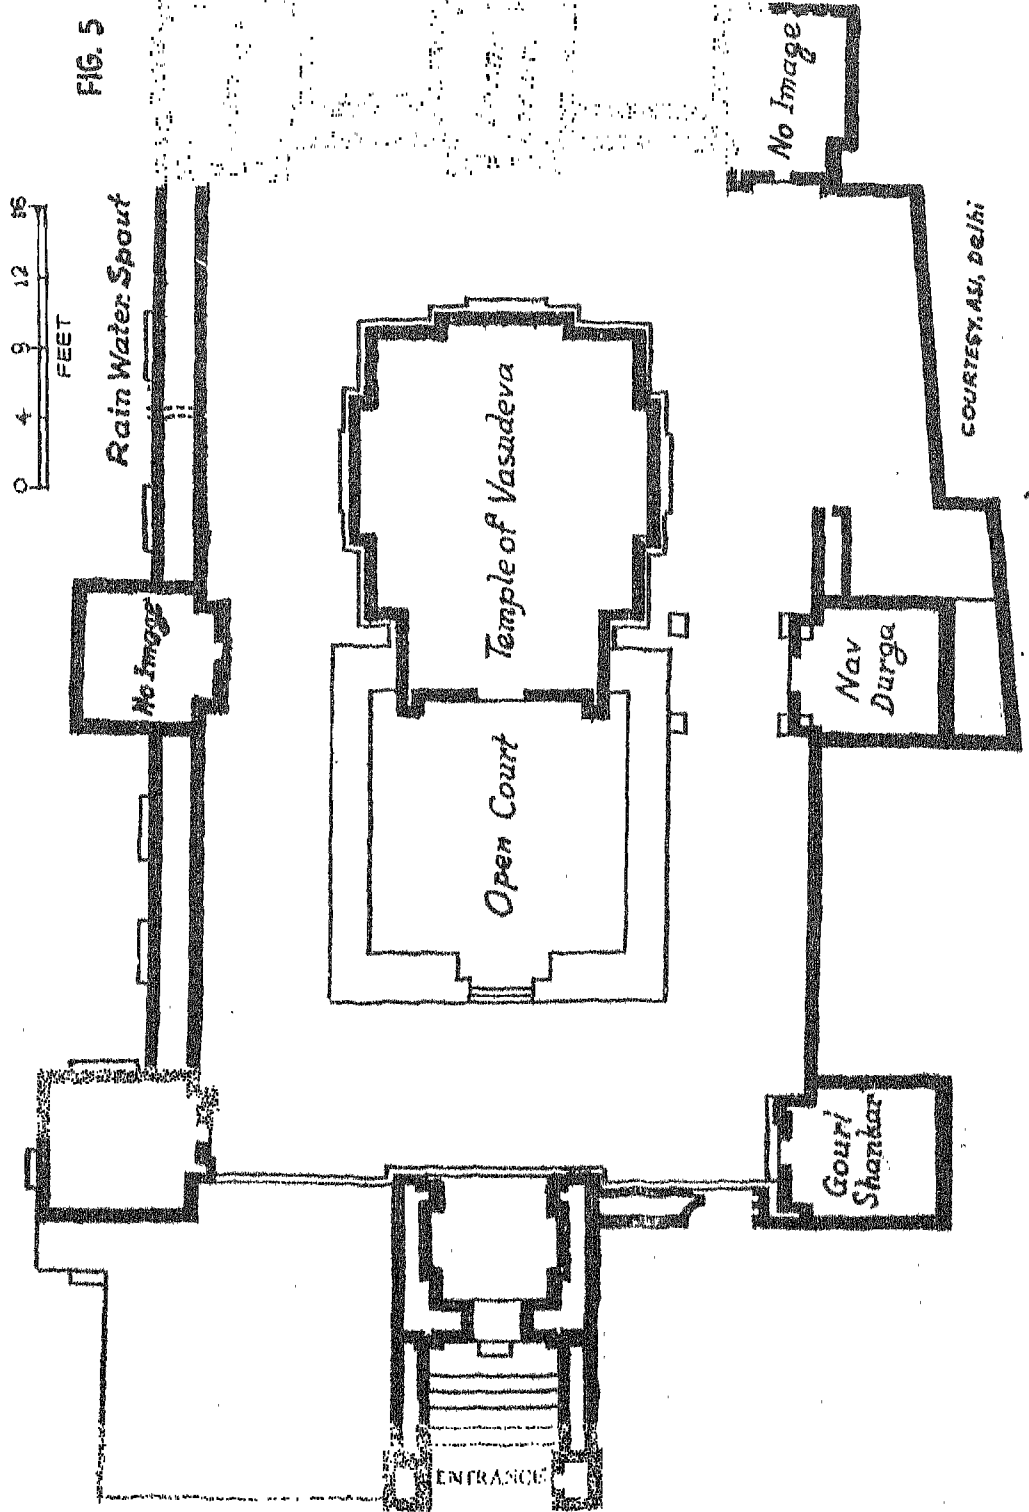 FIG. 5
0 4 9 12 16
FEET
Rain Water Spout
No Image
No Image
Temple of Vasudeva
Open Court
Nav
Durga
Gouri
Shankar
COURTESY. ASI, Delhi
ENTRANCE